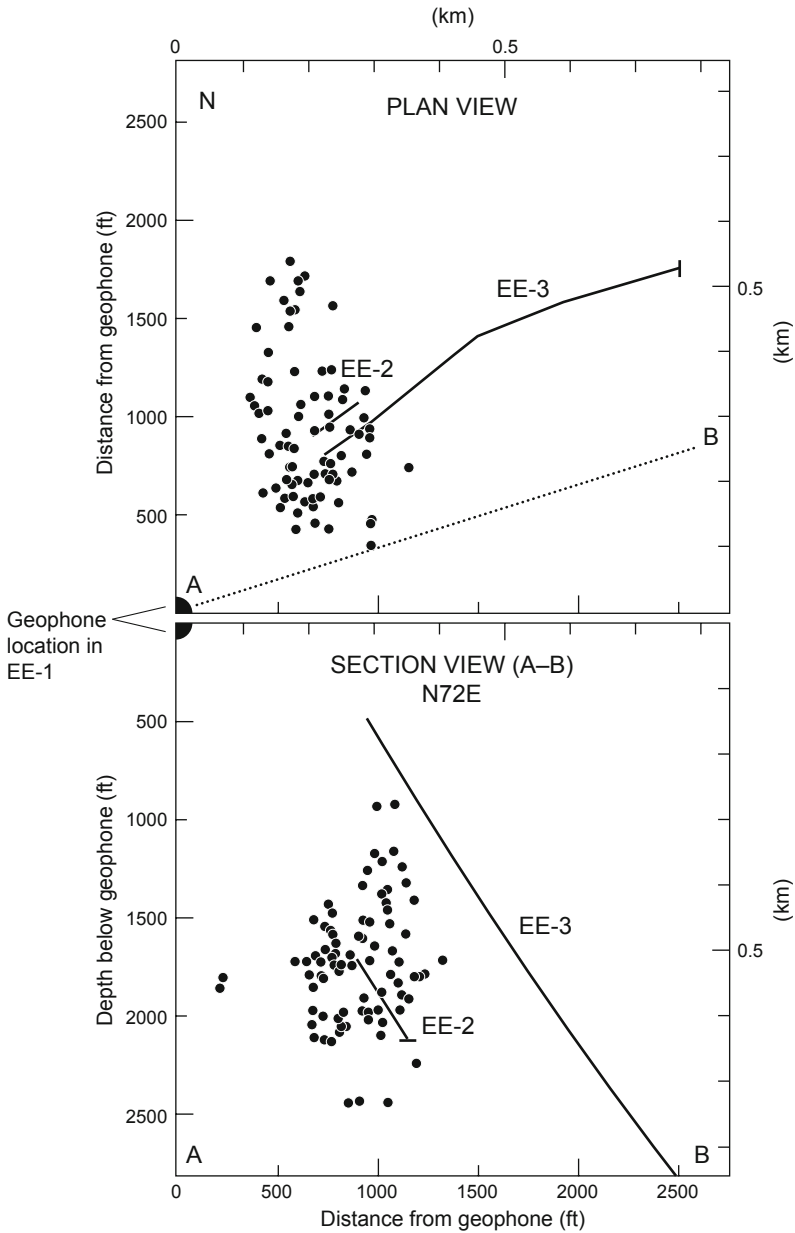 (km)
0 0.5
N
PLAN VIEW
2500
2000
1500
1000
500
Distance from geophone (ft)
EE-3
EE-2
0.5
(km)
B
A
Geophone
location in
EE-1
SECTION VIEW (A–B)
N72E
500
1000
1500
2000
2500
Depth below geophone (ft)
EE-3
EE-2
0.5
(km)
A
B
0 500 1000 1500 2000 2500
Distance from geophone (ft)